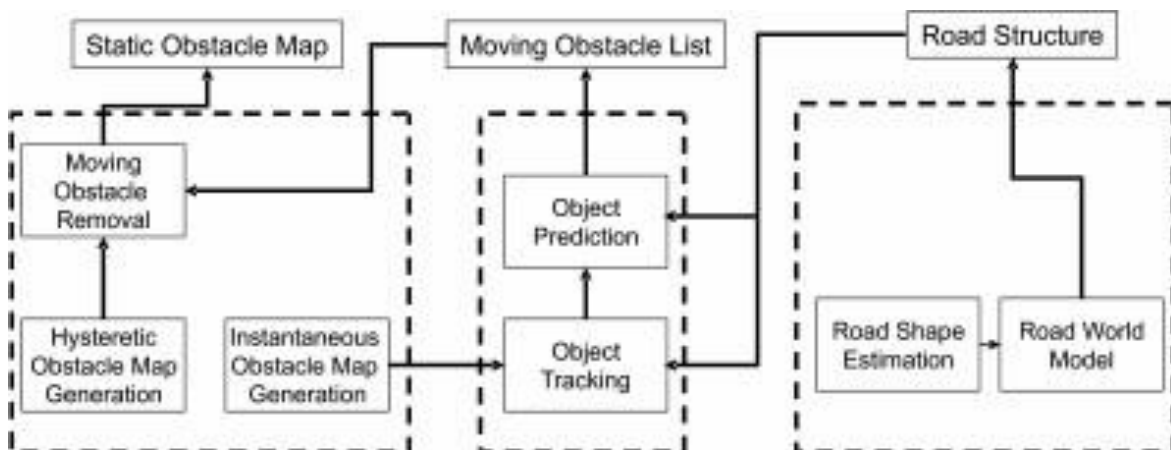 Static Obstacle Map
Moving Obstacle List
Road Structure
Moving
Obstacle
Removal
Object
Prediction
Hysteretic
Obstacle Map
Generation
Instantaneous
Obstacle Map
Generation
Object
Tracking
Road Shape
Estimation
Road World
Model